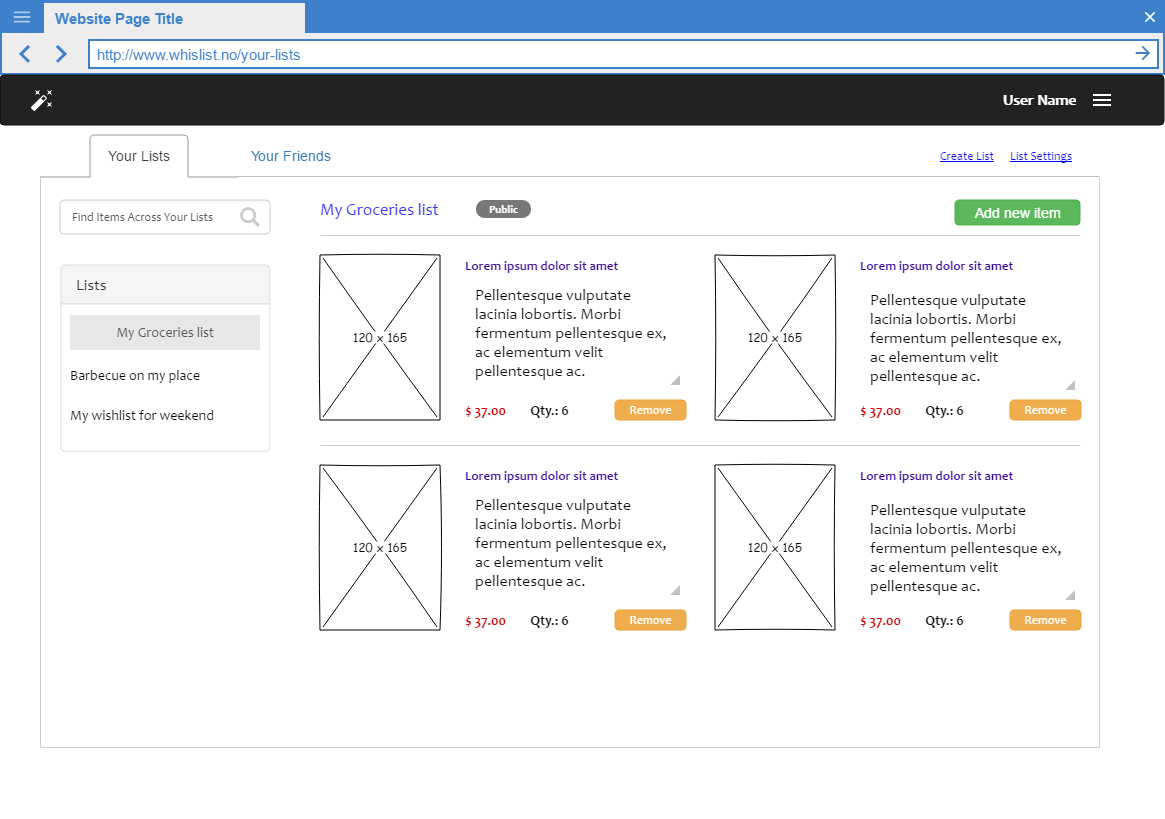 Website Page Title
http://www.whislist.no/your-lists
User Name
Your Lists
Your Friends
Create List
List Settings
Find Items Across Your Lists
Lists
My Groceries list
Barbecue on my place
My wishlist for weekend
My Groceries list
Public
Add new item
120 x 165
Lorem ipsum dolor sit amet
Pellentesque vulputate
lacinia lobortis. Morbi
fermentum pellentesque ex,
ac elementum velit
pellentesque ac.
$ 37.00
Qty.: 6
Remove
120 x 165
Lorem ipsum dolor sit amet
Pellentesque vulputate
lacinia lobortis. Morbi
fermentum pellentesque ex,
ac elementum velit
pellentesque ac.
$ 37.00
Qty.: 6
Remove
120 x 165
Lorem ipsum dolor sit amet
Pellentesque vulputate
lacinia lobortis. Morbi
fermentum pellentesque ex,
ac elementum velit
pellentesque ac.
$ 37.00
Qty.: 6
Remove
120 x 165
Lorem ipsum dolor sit amet
Pellentesque vulputate
lacinia lobortis. Morbi
fermentum pellentesque ex,
ac elementum velit
pellentesque ac.
$ 37.00
Qty.: 6
Remove